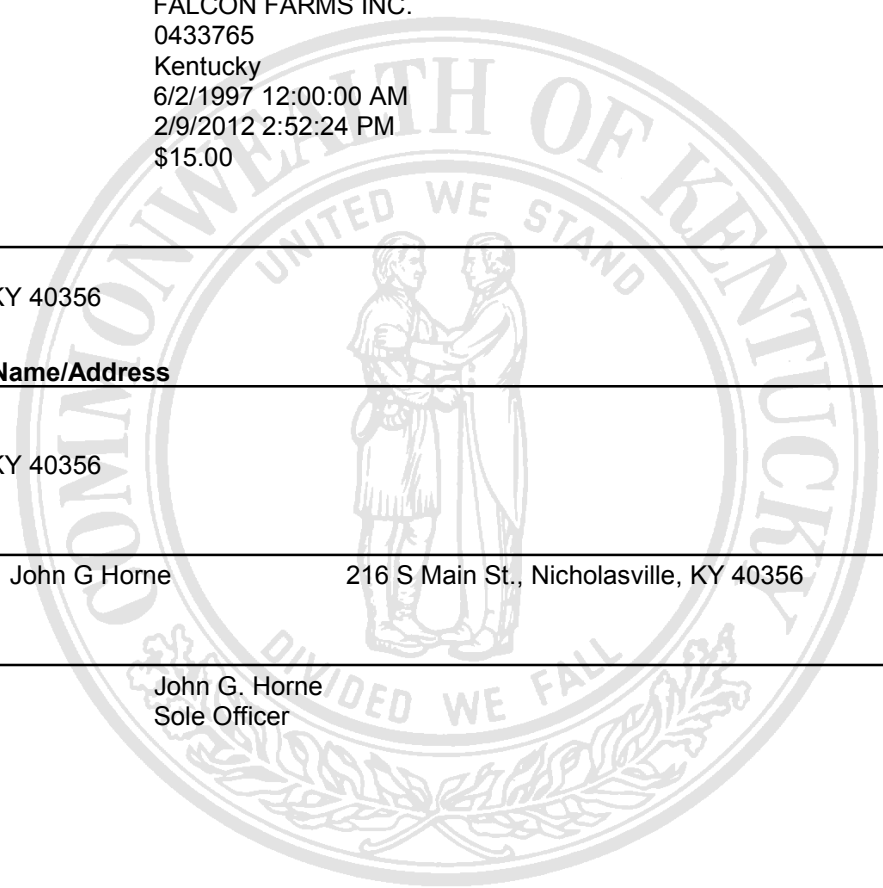 FALCON FARMS INC.
0433765
Kentucky
6/2/1997 12:00:00 AM
2/9/2012 2:52:24 PM
$15.00
COMMONWEALTH OF KENTUCKY
UNITED WE STAND
KY 40356
Name/Address
KY 40356
John G Horne 216 S Main St., Nicholasville, KY 40356
DIVIDED WE FALL
John G. Horne
Sole Officer